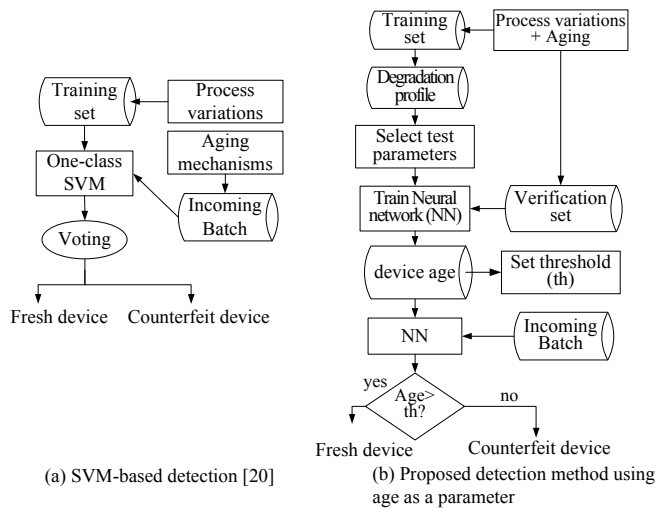 Training
set
Process
variations
Aging
mechanisms
One-class
SVM
Incoming
Batch
Voting
Fresh device
Counterfeit device
(a) SVM-based detection [20]
Training
set
Process variations
+ Aging
Degradation
profile
Select test
parameters
Train Neural
network (NN)
Verification
set
device age
Set threshold
(th)
NN
Incoming
Batch
yes
Age>
th?
no
Fresh device
Counterfeit device
(b) Proposed detection method using
age as a parameter